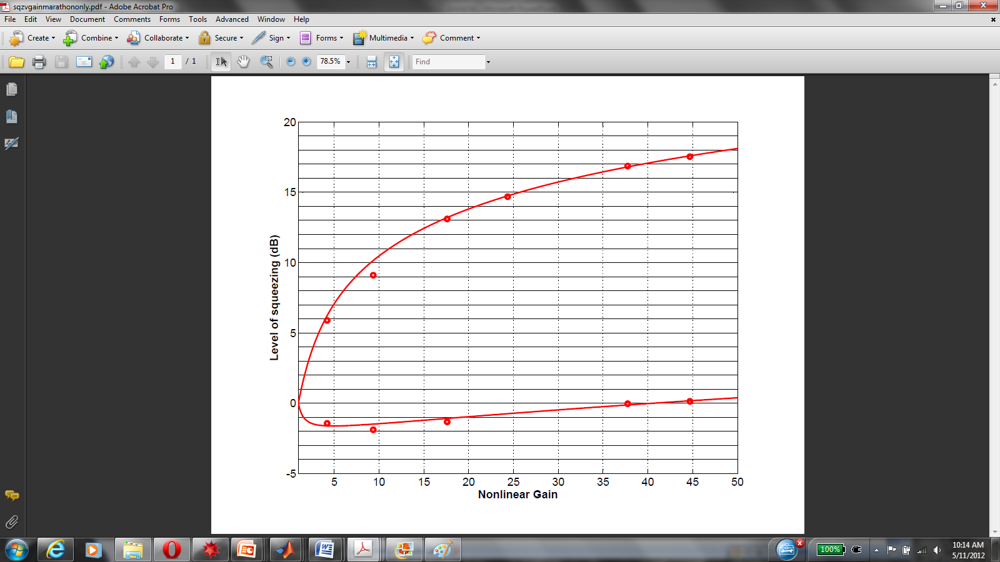 sqzvgainmarathononly.pdf - Adobe Acrobat Pro
File Edit View Document Comments Forms Tools Advanced Window Help
Create Combine Collaborate Secure Sign Forms Multimedia Comment
1 / 1 78.5% Find
20
15
10
5
0
-5
Level of squeezing (dB)
5 10 15 20 25 30 35 40 45 50
Nonlinear Gain
100% 10:14 AM
5/11/2012